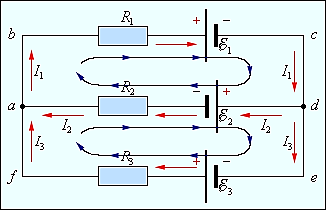 R1 + −
b ℰ1 c
I1 I1
R2 − +
a ℰ2 d
I2 I2
I3 I3
R3 + −
f ℰ3 e